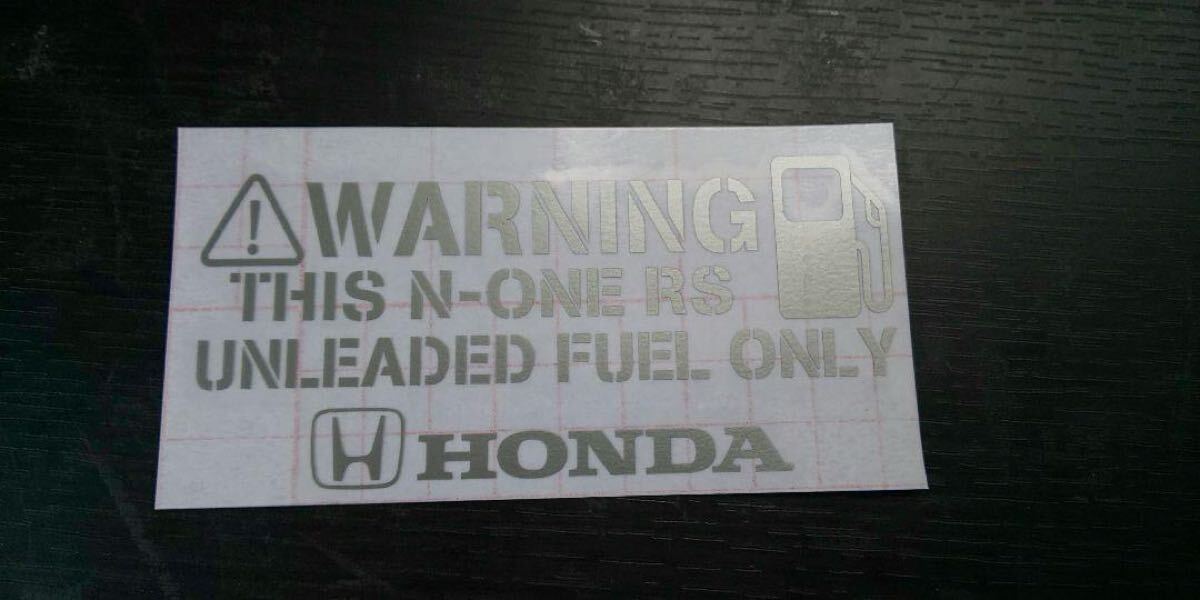 WARNING
THIS N-ONE RS
UNLEADED FUEL ONLY
HONDA